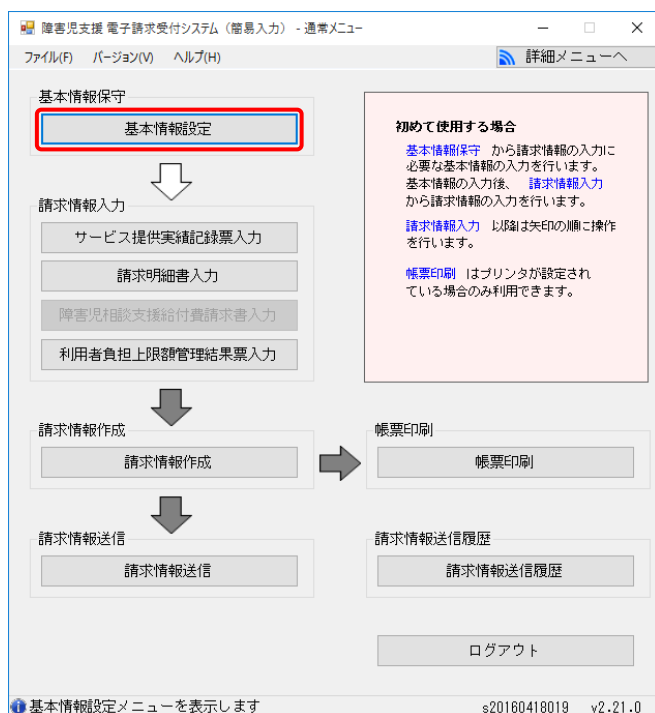 障害児支援 電子請求受付システム（簡易入力） - 通常メニュー
ファイル(F) バージョン(V) ヘルプ(H) 詳細メニューへ
基本情報保守
基本情報設定
請求情報入力
サービス提供実績記録票入力
請求明細書入力
障害児相談支援給付費請求書入力
利用者負担上限額管理結果票入力
初めて使用する場合
基本情報保守 から請求情報の入力に
必要な基本情報の入力を行います。
基本情報の入力後、 請求情報入力
から請求情報の入力を行います。
請求情報入力 以降は矢印の順に操作
を行います。
帳票印刷 はプリンタが設定され
ている場合のみ利用できます。
請求情報作成
請求情報作成
帳票印刷
帳票印刷
請求情報送信
請求情報送信
請求情報送信履歴
請求情報送信履歴
ログアウト
基本情報設定メニューを表示します s20160418019 v2.21.0